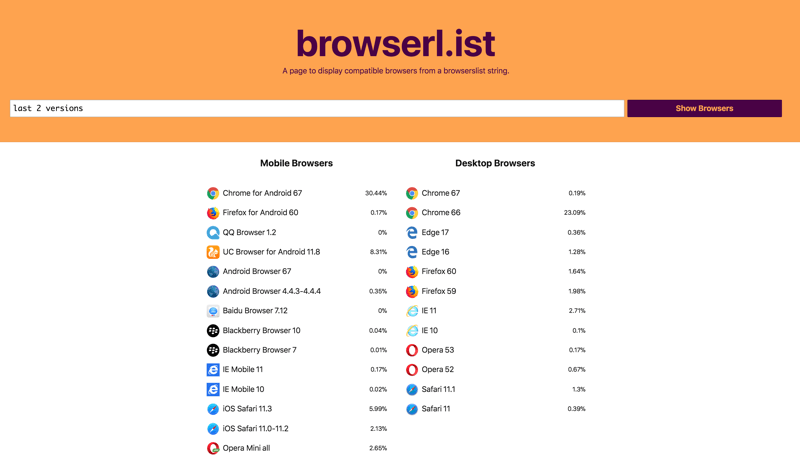 browserl.ist
A page to display compatible browsers from a browserslist string.
last 2 versions
Show Browsers
Mobile Browsers
Chrome for Android 67 30.44%
Firefox for Android 60 0.17%
QQ Browser 1.2 0%
UC Browser for Android 11.8 8.31%
Android Browser 67 0%
Android Browser 4.4.3-4.4.4 0.35%
Baidu Browser 7.12 0%
Blackberry Browser 10 0.04%
Blackberry Browser 7 0.01%
IE Mobile 11 0.17%
IE Mobile 10 0.02%
iOS Safari 11.3 5.99%
iOS Safari 11.0-11.2 2.13%
Opera Mini all 2.65%
Desktop Browsers
Chrome 67 0.19%
Chrome 66 23.09%
Edge 17 0.36%
Edge 16 1.28%
Firefox 60 1.64%
Firefox 59 1.98%
IE 11 2.71%
IE 10 0.1%
Opera 53 0.17%
Opera 52 0.67%
Safari 11.1 1.3%
Safari 11 0.39%